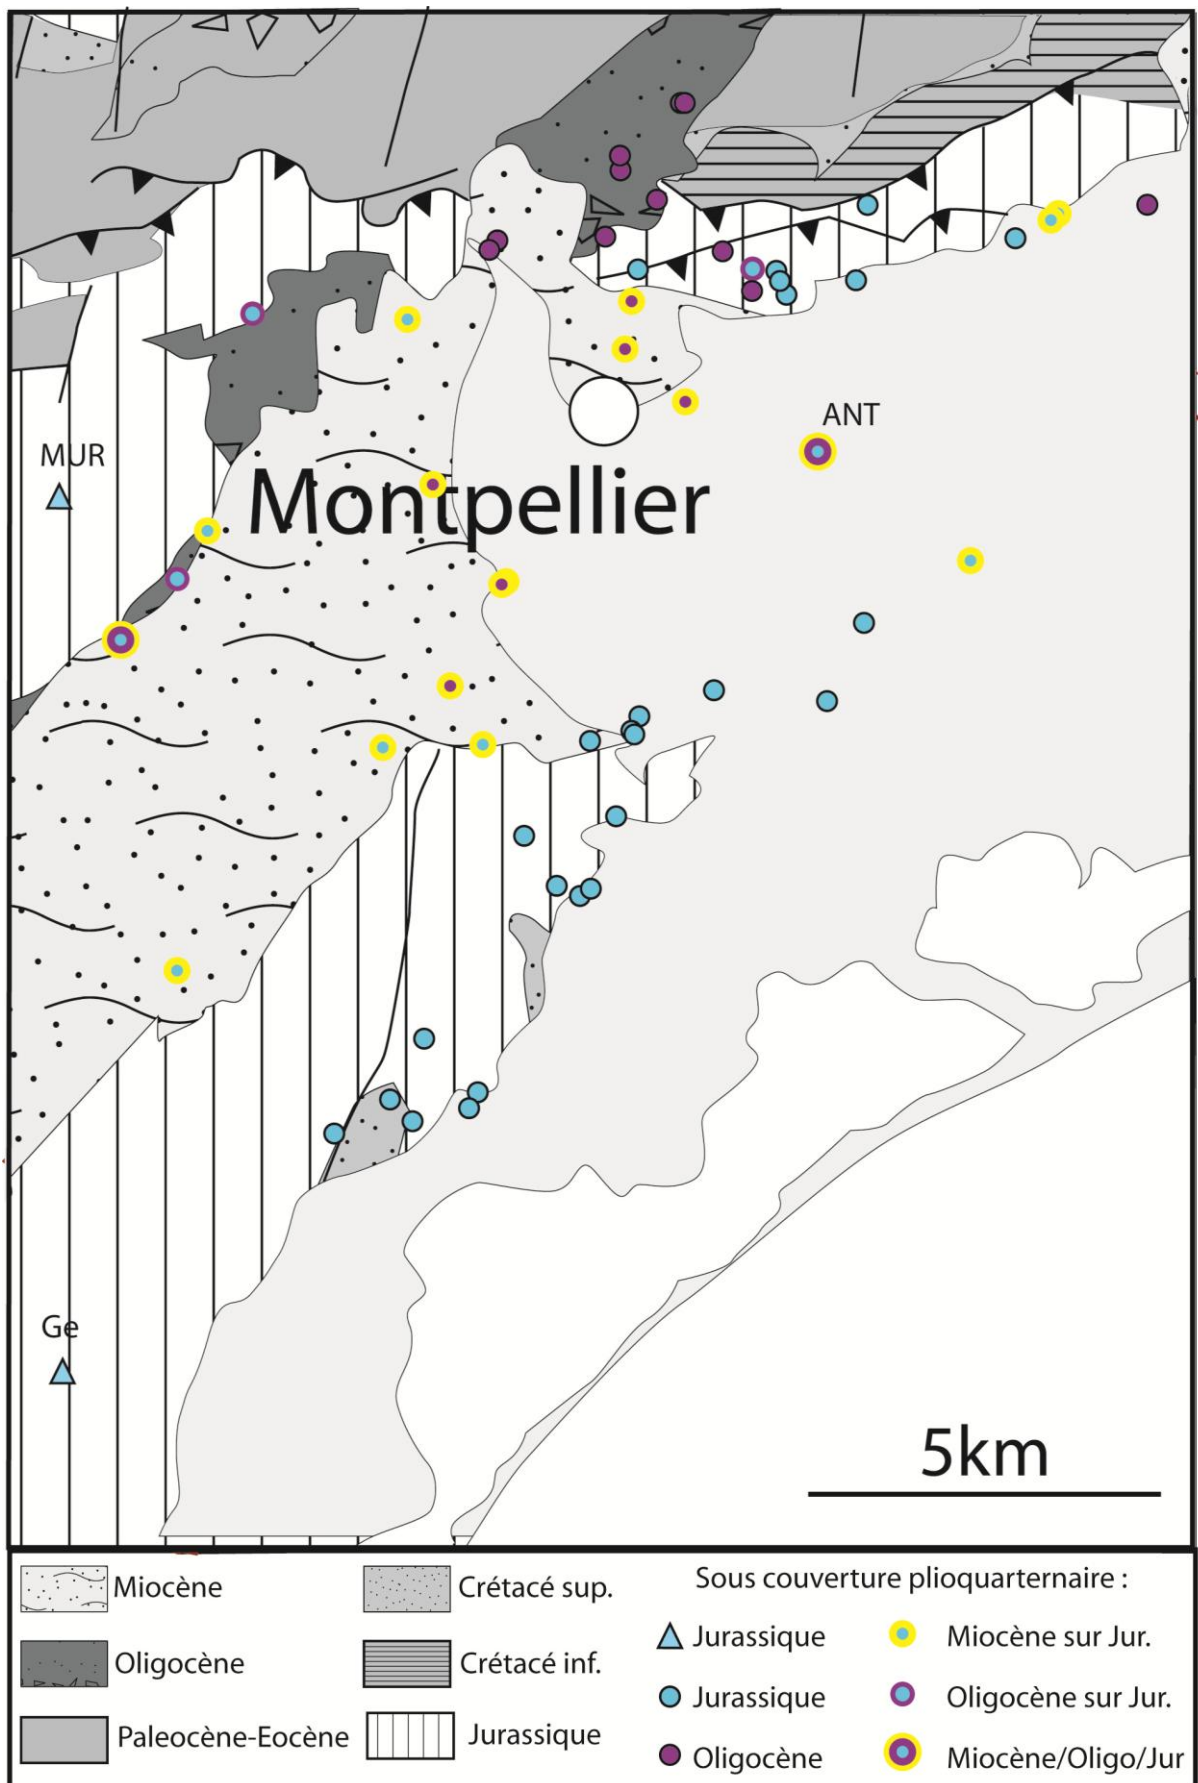 ANT
MUR
Montpellier
Ge
5km
Miocène
Oligocène
Paleocène-Eocène
Crétacé sup.
Crétacé inf.
Jurassique
Sous couverture plioquarternaire :
Jurassique
Miocène sur Jur.
Jurassique
Oligocène sur Jur.
Oligocène
Miocène/Oligo/Jur